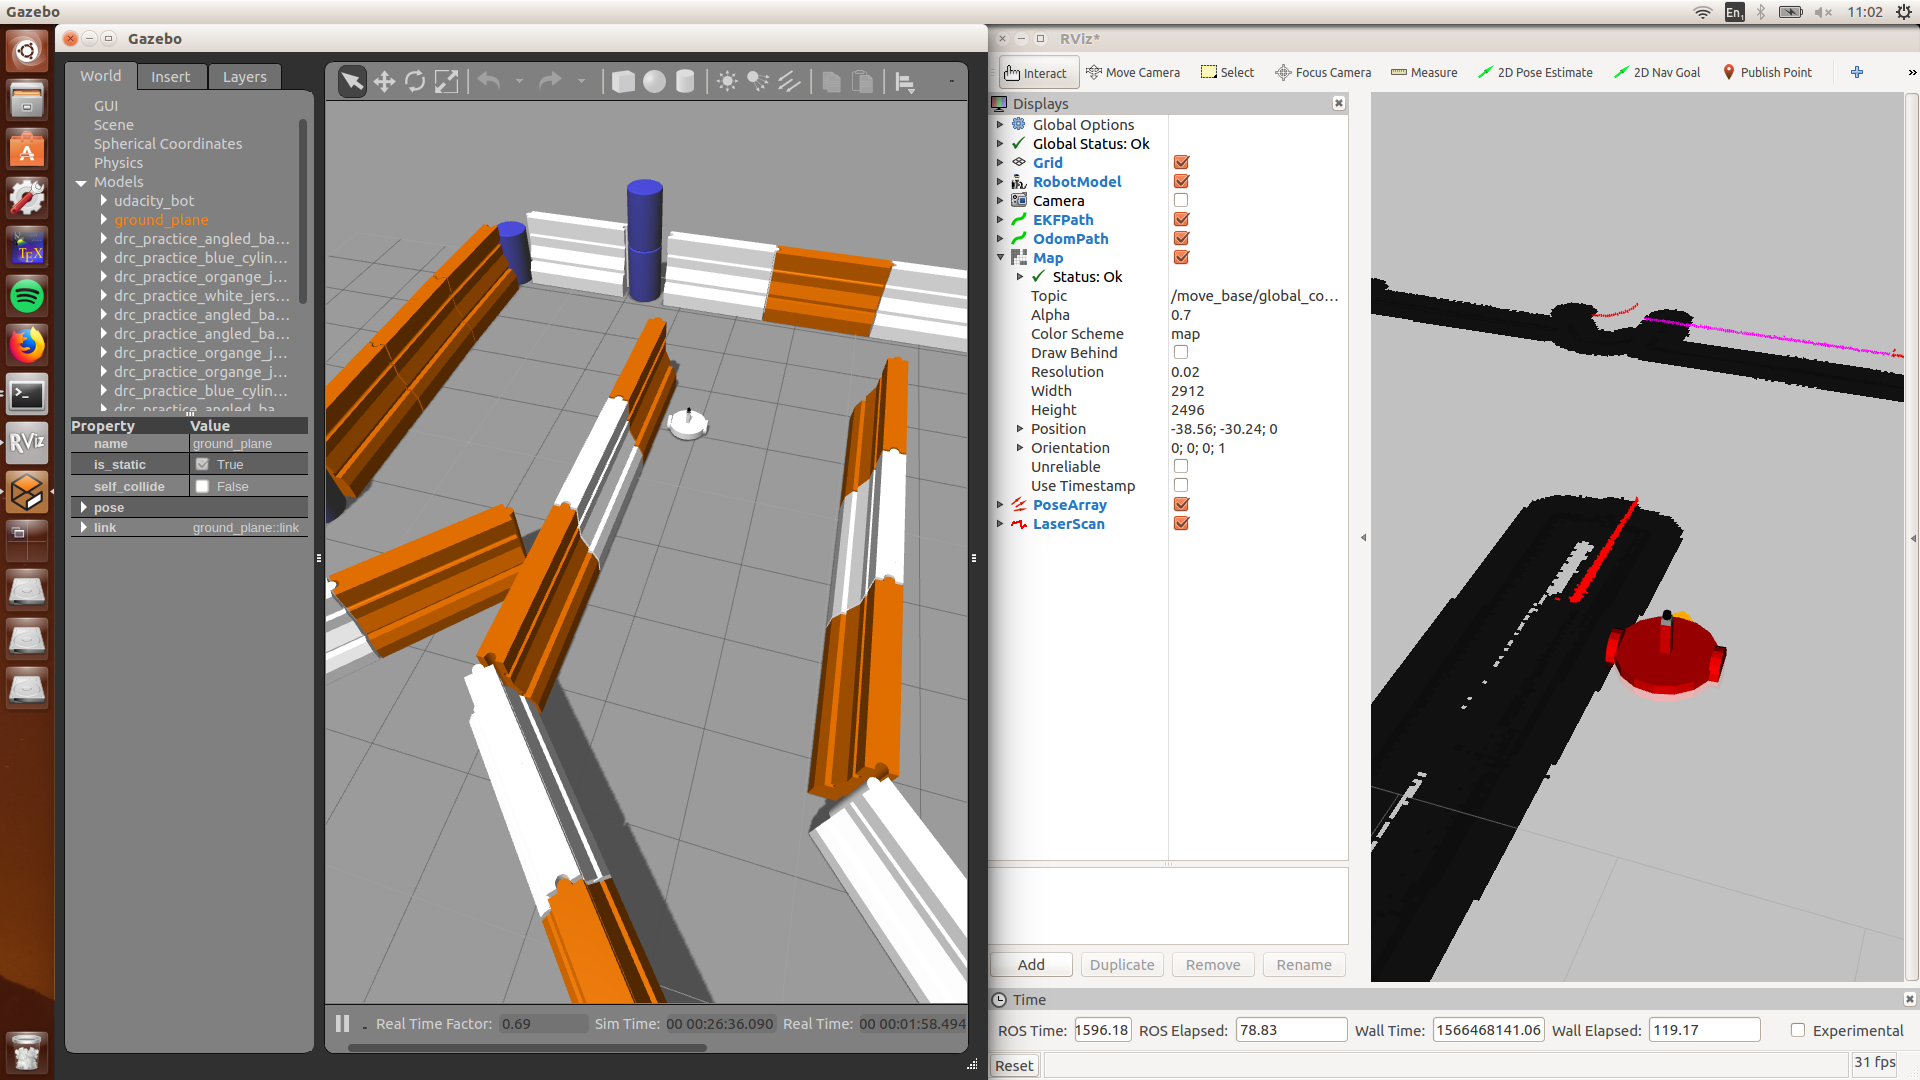 Gazebo
En1
11:02
Gazebo
World
Insert
Layers
GUI
Scene
Spherical Coordinates
Physics
Models
udacity_bot
ground_plane
drc_practice_angled_ba...
drc_practice_blue_cylin...
drc_practice_organge_j...
drc_practice_white_jers...
drc_practice_angled_ba...
drc_practice_angled_ba...
drc_practice_organge_j...
drc_practice_organge_j...
drc_practice_blue_cylin...
drc_practice_angled_ba...
Property Value
name ground_plane
is_static True
self_collide False
pose
link ground_plane::link
TEX
RViz
Real Time Factor: 0.69 Sim Time: 00 00:26:36.090 Real Time: 00 00:01:58.494
RViz*
Interact
Move Camera
Select
Focus Camera
Measure
2D Pose Estimate
2D Nav Goal
Publish Point
Displays
Global Options
Global Status: Ok
Grid
RobotModel
Camera
EKFPath
OdomPath
Map
Status: Ok
Topic /move_base/global_co...
Alpha 0.7
Color Scheme map
Draw Behind
Resolution 0.02
Width 2912
Height 2496
Position -38.56; -30.24; 0
Orientation 0; 0; 0; 1
Unreliable
Use Timestamp
PoseArray
LaserScan
Add
Duplicate
Remove
Rename
Time
ROS Time: 1596.18 ROS Elapsed: 78.83 Wall Time: 1566468141.06 Wall Elapsed: 119.17 Experimental
Reset
31 fps